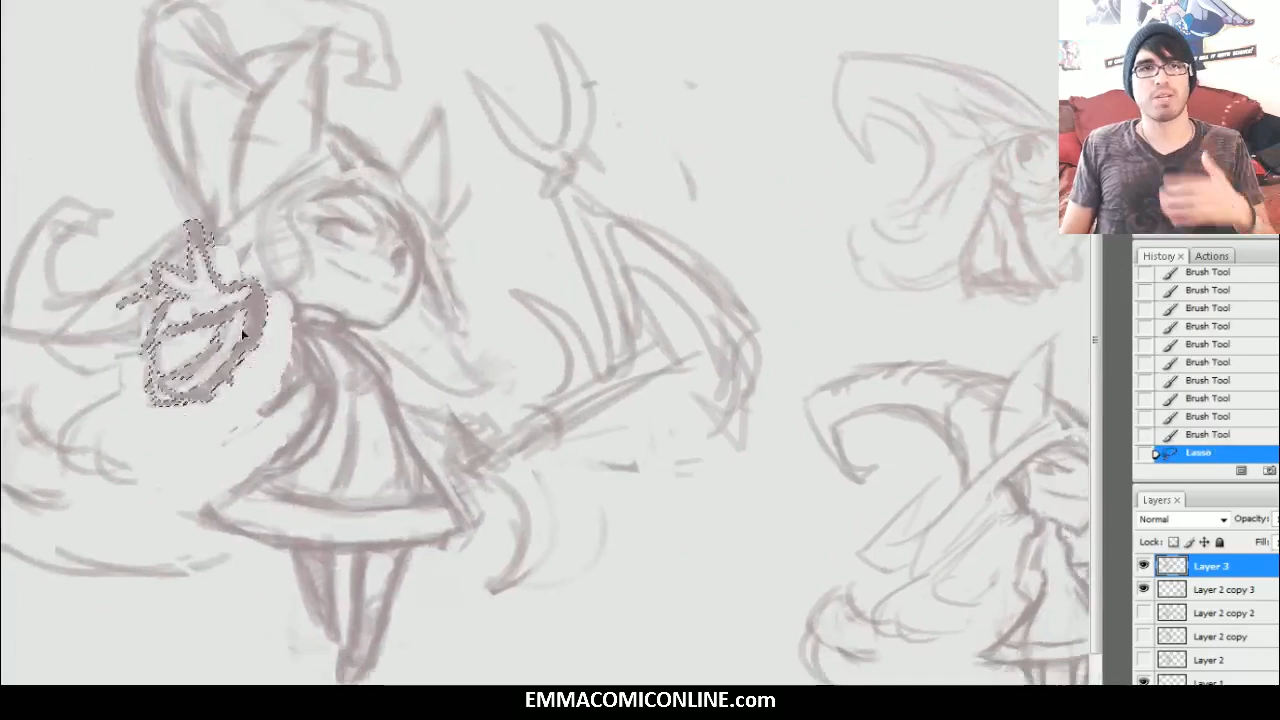 History × Actions
Brush Tool
Brush Tool
Brush Tool
Brush Tool
Brush Tool
Brush Tool
Brush Tool
Brush Tool
Brush Tool
Brush Tool
Lasso
Layers ×
Normal Opacity:
Lock: Fill:
Layer 3
Layer 2 copy 3
Layer 2 copy 2
Layer 2 copy
Layer 2
Layer 1
EMMACOMICONLINE.com